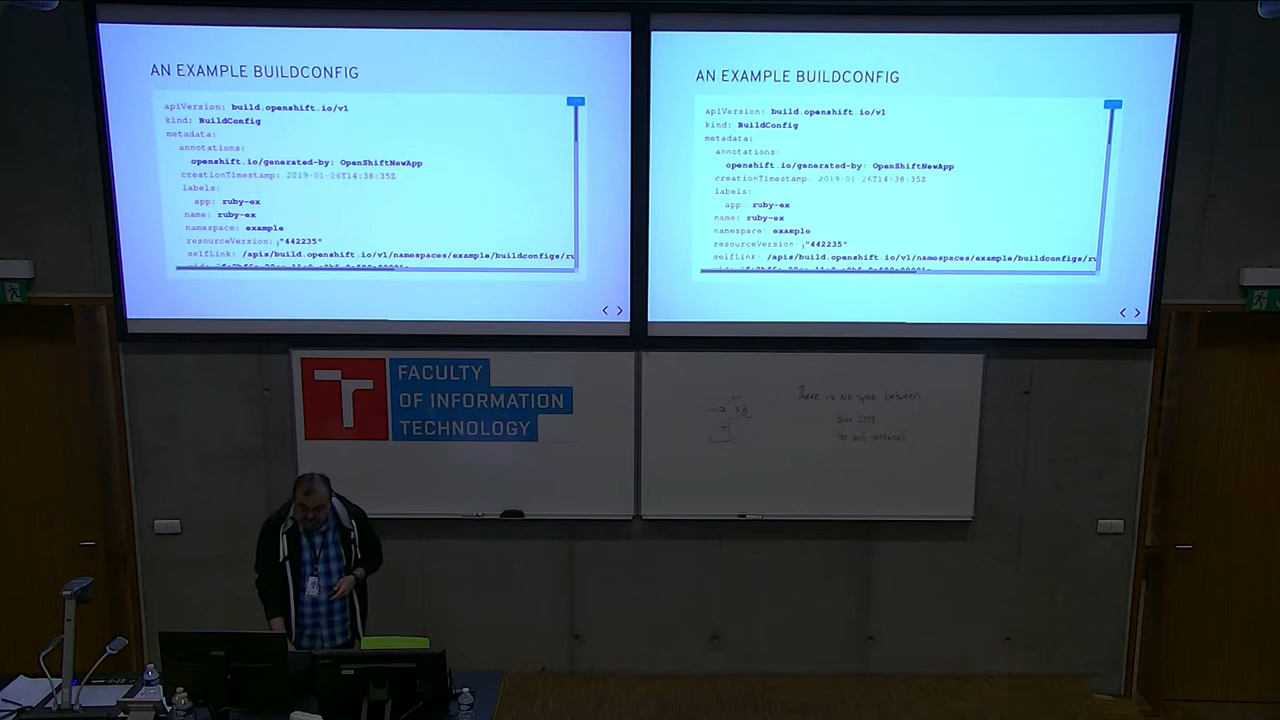 AN EXAMPLE BUILDCONFIG
apiVersion: build.openshift.io/v1
kind: BuildConfig
metadata:
annotations:
openshift.io/generated-by: OpenShiftNewApp
creationTimestamp: 2019-01-26T14:38:35Z
labels:
app: ruby-ex
name: ruby-ex
namespace: example
resourceVersion: "442235"
selfLink: /apis/build.openshift.io/v1/namespaces/example/buildconfigs/ru
AN EXAMPLE BUILDCONFIG
apiVersion: build.openshift.io/v1
kind: BuildConfig
metadata:
annotations:
openshift.io/generated-by: OpenShiftNewApp
creationTimestamp: 2019-01-26T14:38:35Z
labels:
app: ruby-ex
name: ruby-ex
namespace: example
resourceVersion: "442235"
selfLink: /apis/build.openshift.io/v1/namespaces/example/buildconfigs/ru
FACULTY
OF INFORMATION
TECHNOLOGY
There is NO space between